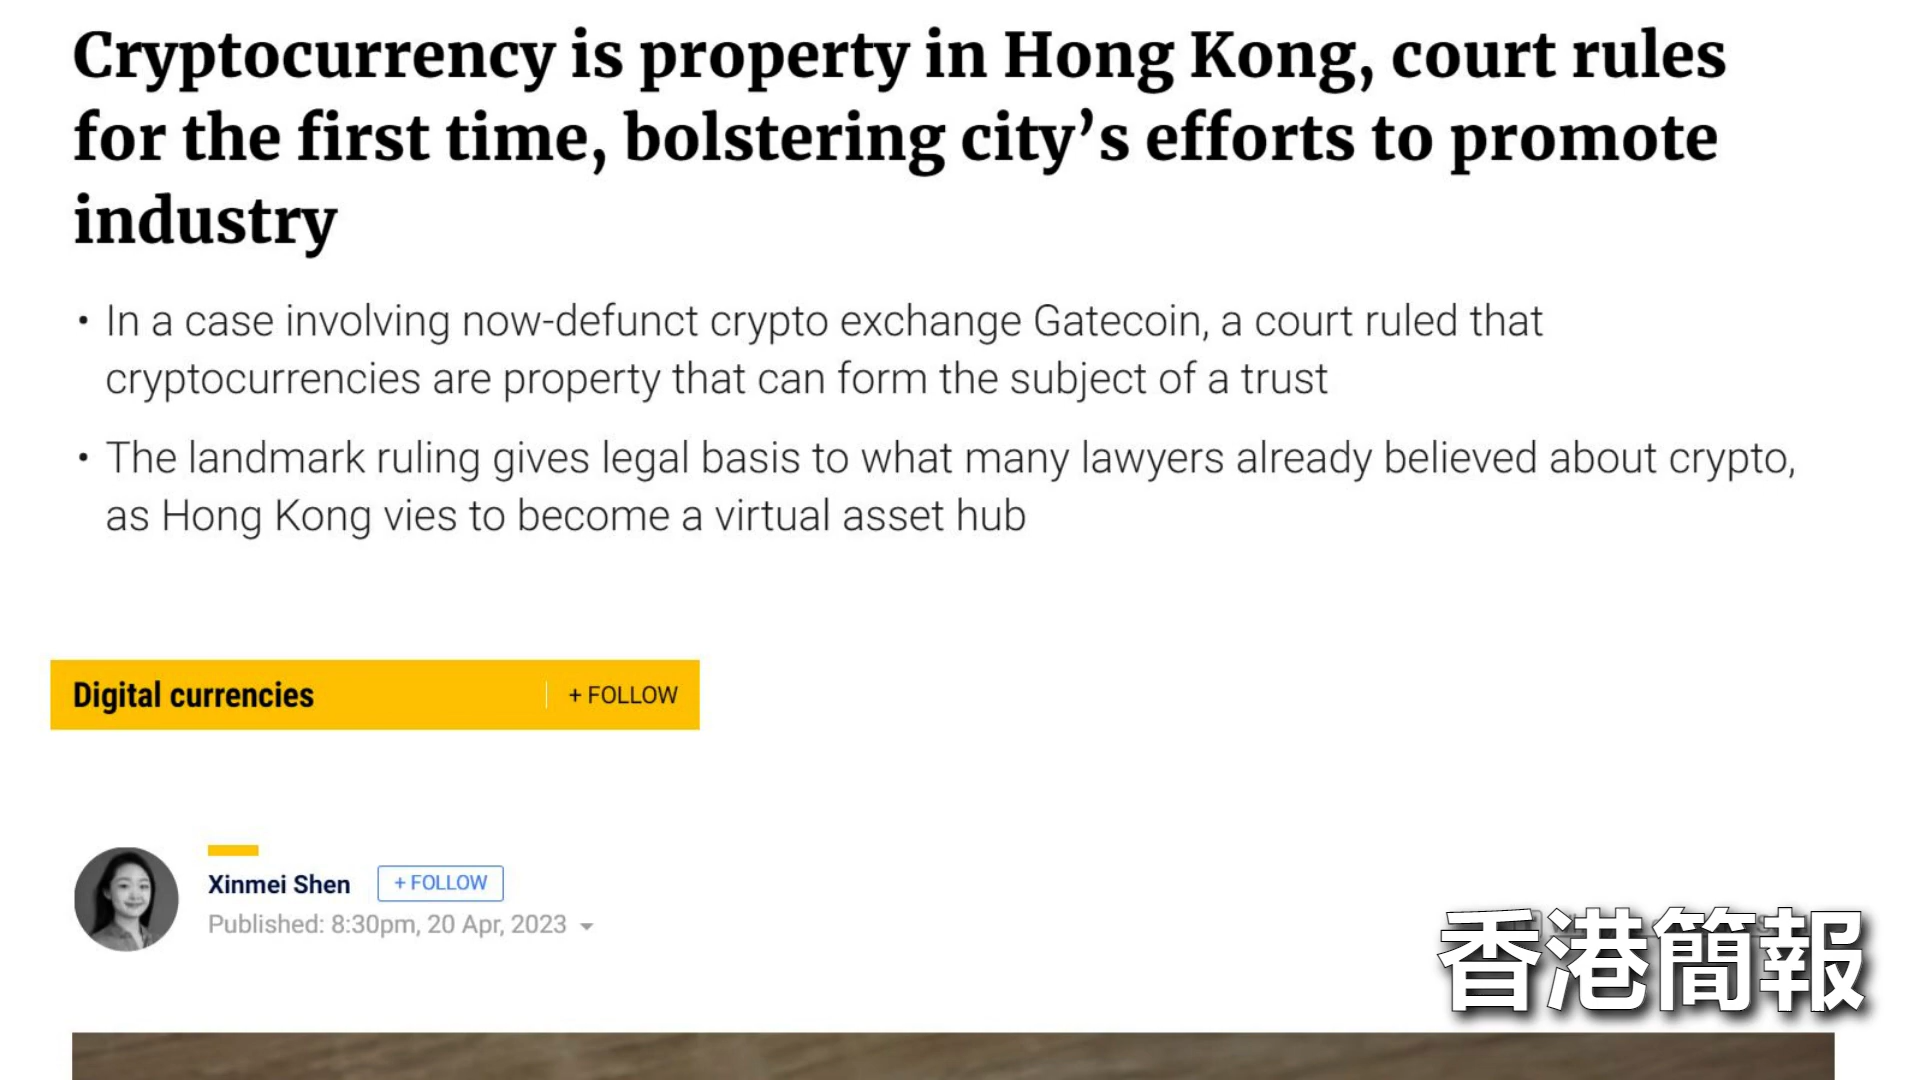 Cryptocurrency is property in Hong Kong, court rules
for the first time, bolstering city’s efforts to promote
industry
• In a case involving now-defunct crypto exchange Gatecoin, a court ruled that
cryptocurrencies are property that can form the subject of a trust
• The landmark ruling gives legal basis to what many lawyers already believed about crypto,
as Hong Kong vies to become a virtual asset hub
Digital currencies + FOLLOW
Xinmei Shen + FOLLOW
Published: 8:30pm, 20 Apr, 2023
香港簡報